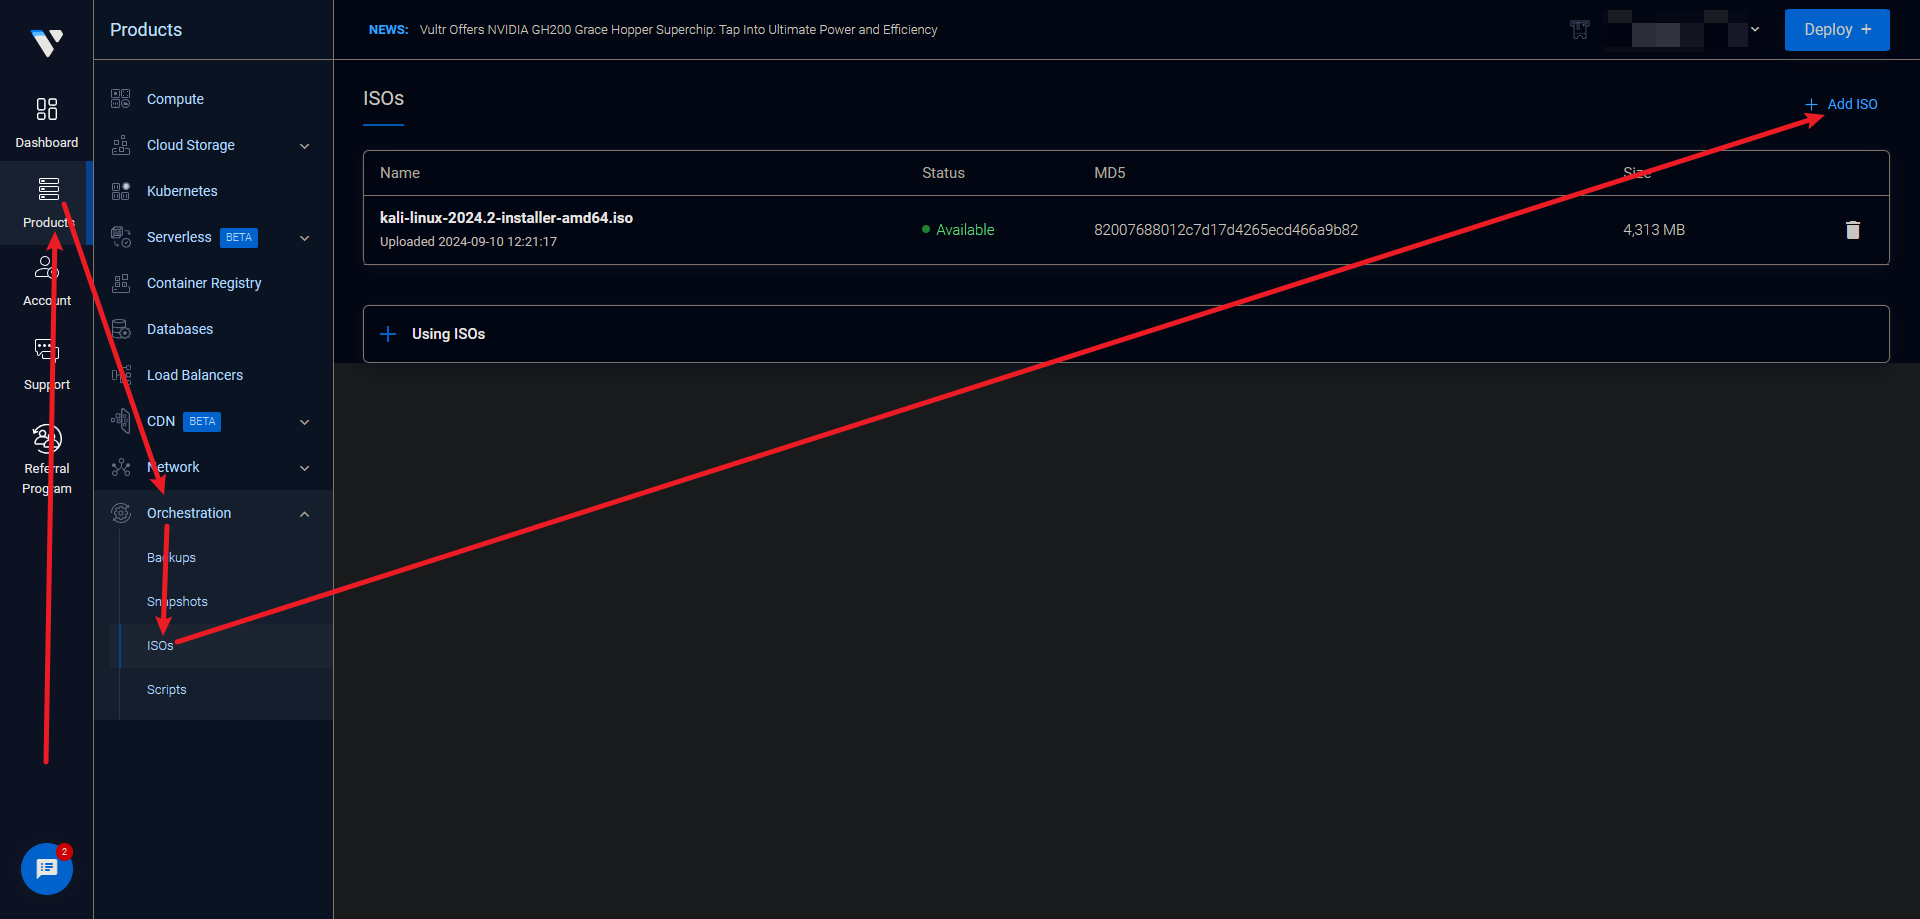 Products
NEWS: Vultr Offers NVIDIA GH200 Grace Hopper Superchip: Tap Into Ultimate Power and Efficiency
Deploy +
Dashboard
Products
Account
Support
Referral
Program
2
Compute
Cloud Storage
Kubernetes
Serverless BETA
Container Registry
Databases
Load Balancers
CDN BETA
Network
Orchestration
Backups
Snapshots
ISOs
Scripts
ISOs
+ Add ISO
Name Status MD5 Size
kali-linux-2024.2-installer-amd64.iso
Uploaded 2024-09-10 12:21:17
Available 82007688012c7d17d4265ecd466a9b82 4,313 MB
+ Using ISOs